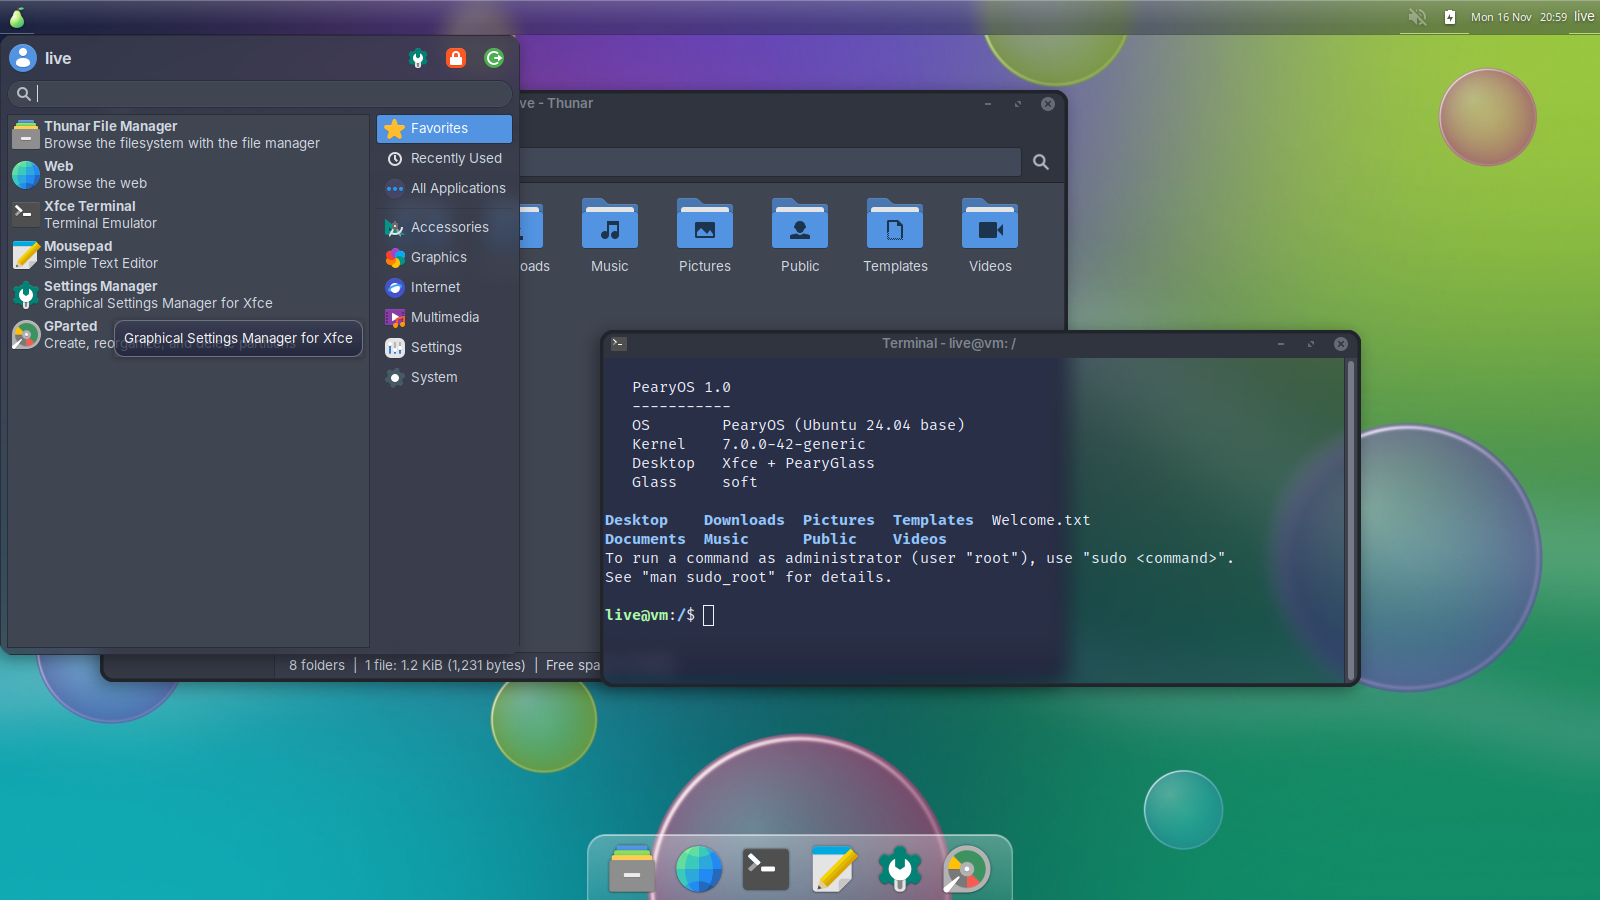 Mon 16 Nov 20:59 live
live
Thunar File Manager
Browse the filesystem with the file manager
Web
Browse the web
Xfce Terminal
Terminal Emulator
Mousepad
Simple Text Editor
Settings Manager
Graphical Settings Manager for Xfce
GParted
Create, reorganize, and delete partitions
Graphical Settings Manager for Xfce
Favorites
Recently Used
All Applications
Accessories
Graphics
Internet
Multimedia
Settings
System
ve - Thunar
oads Music Pictures Public Templates Videos
8 folders | 1 file: 1.2 KiB (1,231 bytes) | Free spa
Terminal - live@vm: /
PearyOS 1.0
-----------
OS PearyOS (Ubuntu 24.04 base)
Kernel 7.0.0-42-generic
Desktop Xfce + PearyGlass
Glass soft
Desktop Downloads Pictures Templates Welcome.txt
Documents Music Public Videos
To run a command as administrator (user "root"), use "sudo <command>".
See "man sudo_root" for details.
live@vm:/$